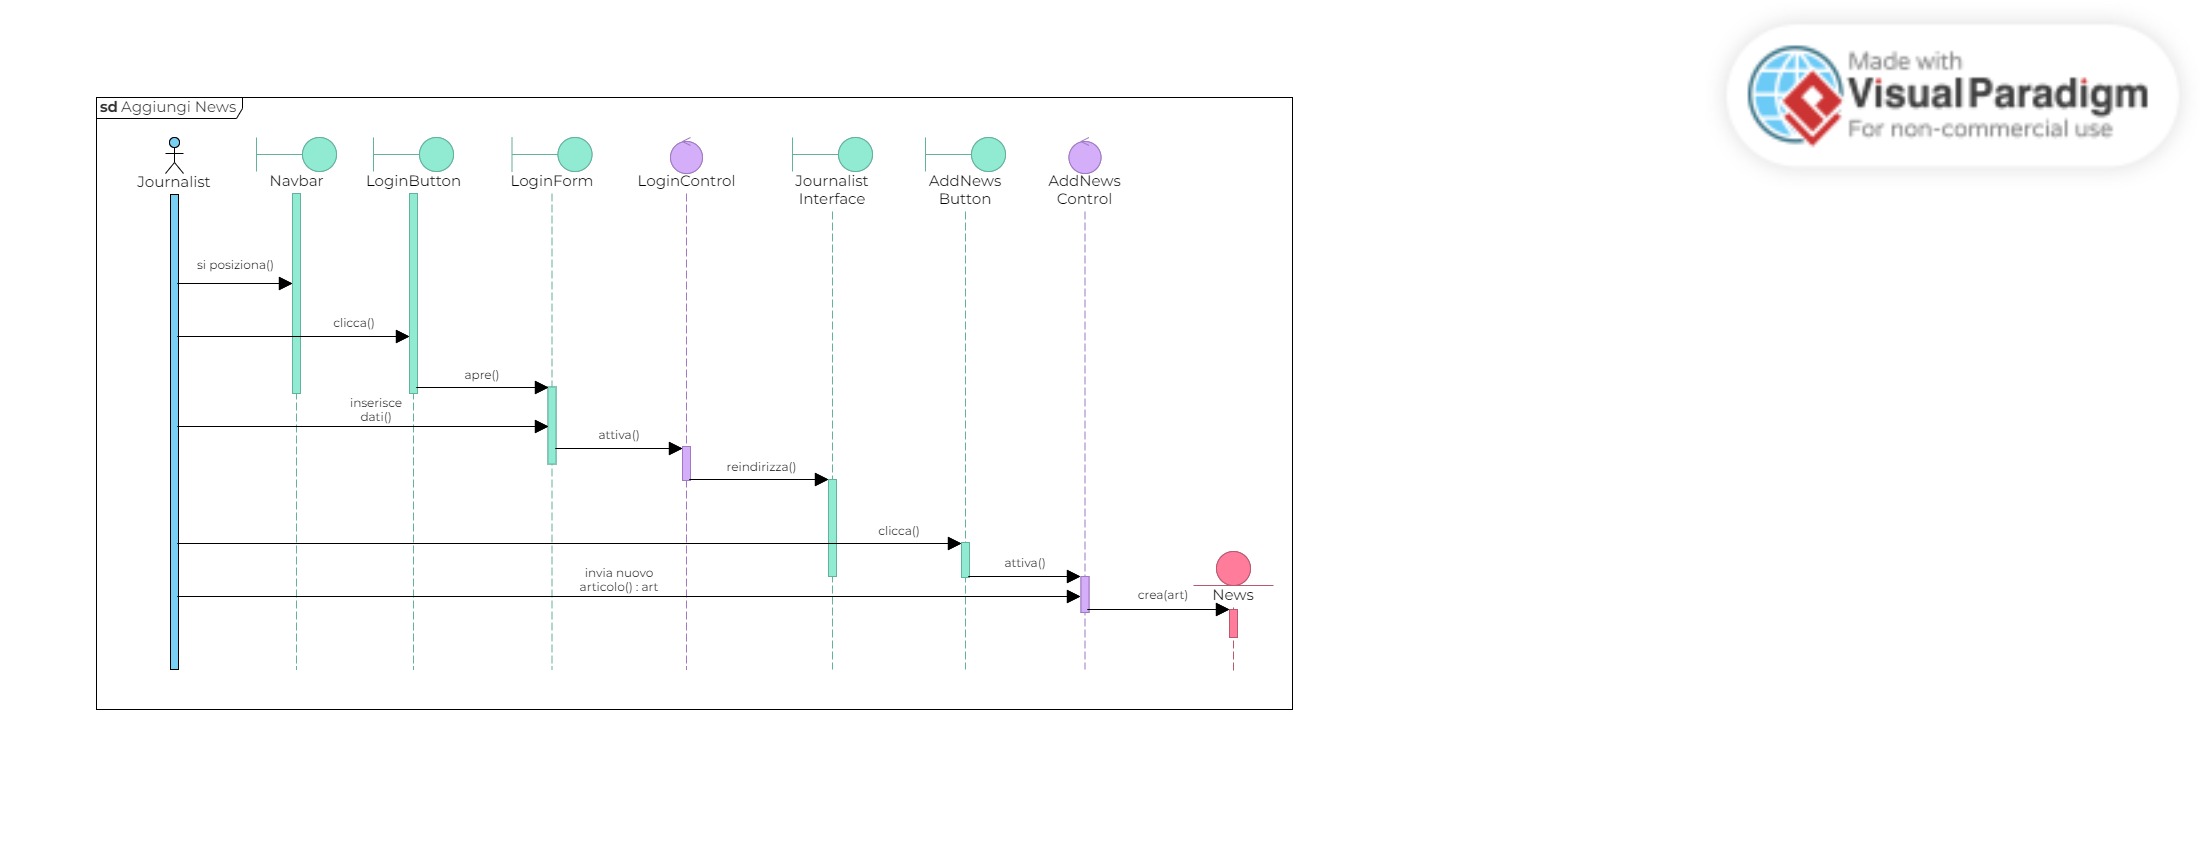 Made with
Visual Paradigm
For non-commercial use
sd Aggiungi News
Journalist
Navbar
LoginButton
LoginForm
LoginControl
Journalist
Interface
AddNews
Button
AddNews
Control
si posiziona()
clicca()
apre()
inserisce
dati()
attiva()
reindirizza()
clicca()
attiva()
invia nuovo
articolo() : art
crea(art)
News